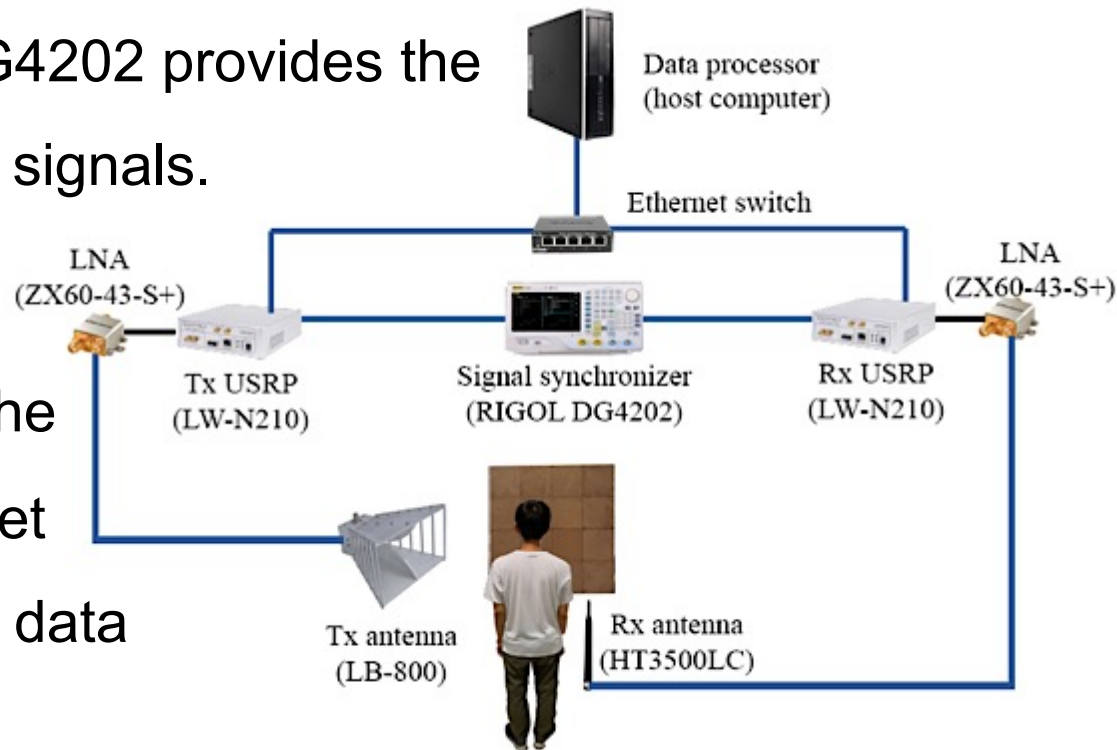 G4202 provides the
signals.
he
et
data
Data processor
(host computer)
Ethernet switch
LNA
(ZX60-43-S+)
LNA
(ZX60-43-S+)
Tx USRP
(LW-N210)
Signal synchronizer
(RIGOL DG4202)
Rx USRP
(LW-N210)
Tx antenna
(LB-800)
Rx antenna
(HT3500LC)